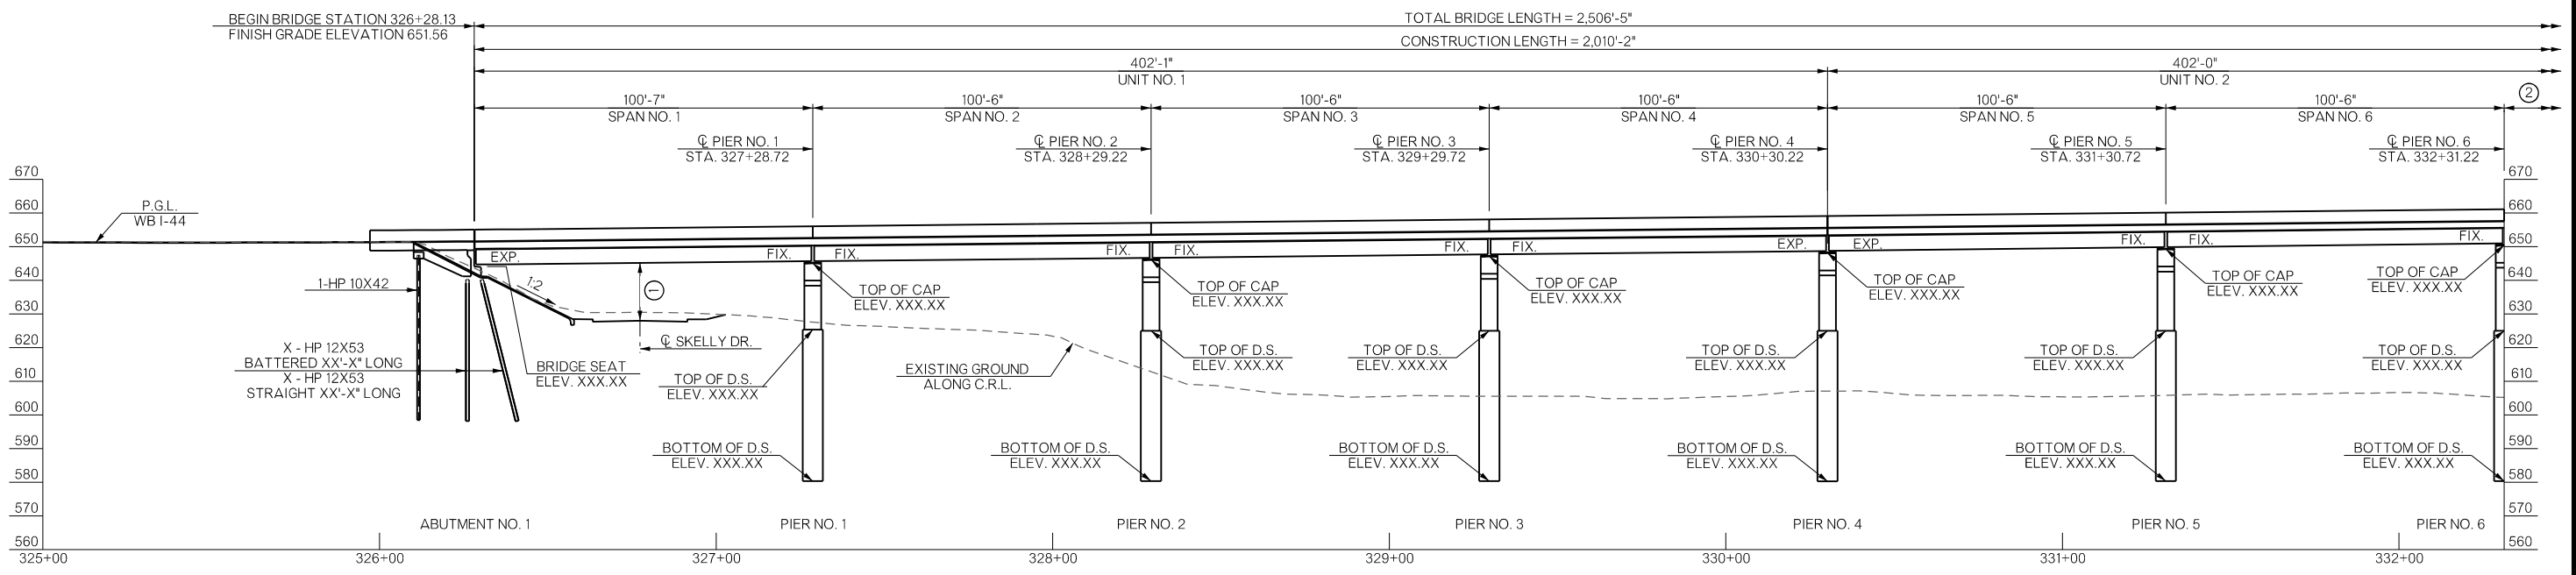 BEGIN BRIDGE STATION 326+28.13
FINISH GRADE ELEVATION 651.56
TOTAL BRIDGE LENGTH = 2,506'-5"
CONSTRUCTION LENGTH = 2,010'-2"
402'-1"
UNIT NO. 1
402'-0"
UNIT NO. 2
100'-7"
SPAN NO. 1
100'-6"
SPAN NO. 2
100'-6"
SPAN NO. 3
100'-6"
SPAN NO. 4
100'-6"
SPAN NO. 5
100'-6"
SPAN NO. 6
2
℄ PIER NO. 1
STA. 327+28.72
℄ PIER NO. 2
STA. 328+29.22
℄ PIER NO. 3
STA. 329+29.72
℄ PIER NO. 4
STA. 330+30.22
℄ PIER NO. 5
STA. 331+30.72
℄ PIER NO. 6
STA. 332+31.22
670
660
650
640
630
620
610
600
590
580
570
560
P.G.L.
WB I-44
EXP.
FIX.
FIX.
FIX.
FIX.
FIX.
FIX.
EXP.
EXP.
FIX.
FIX.
FIX.
1-HP 10X42
1:2
1
℄ SKELLY DR.
X - HP 12X53
BATTERED XX'-X" LONG
X - HP 12X53
STRAIGHT XX'-X" LONG
BRIDGE SEAT
ELEV. XXX.XX
EXISTING GROUND
ALONG C.R.L.
TOP OF CAP
ELEV. XXX.XX
TOP OF CAP
ELEV. XXX.XX
TOP OF CAP
ELEV. XXX.XX
TOP OF CAP
ELEV. XXX.XX
TOP OF CAP
ELEV. XXX.XX
TOP OF CAP
ELEV. XXX.XX
TOP OF D.S.
ELEV. XXX.XX
TOP OF D.S.
ELEV. XXX.XX
TOP OF D.S.
ELEV. XXX.XX
TOP OF D.S.
ELEV. XXX.XX
TOP OF D.S.
ELEV. XXX.XX
TOP OF D.S.
ELEV. XXX.XX
BOTTOM OF D.S.
ELEV. XXX.XX
BOTTOM OF D.S.
ELEV. XXX.XX
BOTTOM OF D.S.
ELEV. XXX.XX
BOTTOM OF D.S.
ELEV. XXX.XX
BOTTOM OF D.S.
ELEV. XXX.XX
BOTTOM OF D.S.
ELEV. XXX.XX
670
660
650
640
630
620
610
600
590
580
570
560
ABUTMENT NO. 1
PIER NO. 1
PIER NO. 2
PIER NO. 3
PIER NO. 4
PIER NO. 5
PIER NO. 6
325+00
326+00
327+00
328+00
329+00
330+00
331+00
332+00